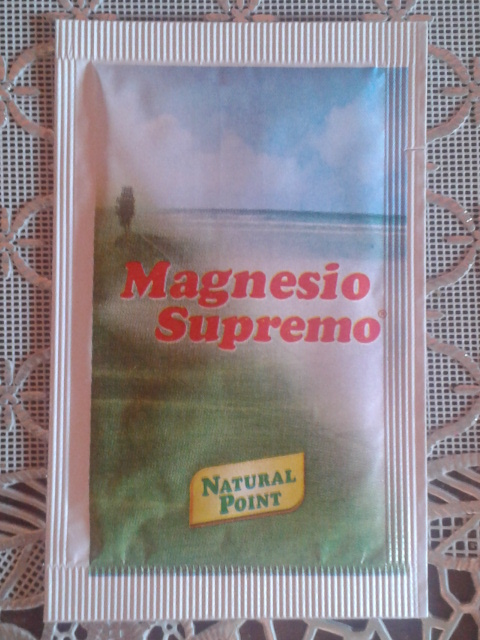 Magnesio
Supremo®
NATURAL
POINT